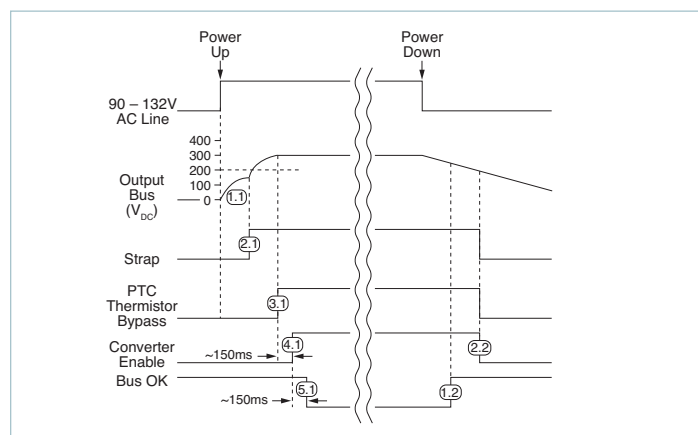 Power
Up
Power
Down
90 – 132V
AC Line
400
300
200
100
0
Output
Bus
(VDC)
1.1
2.1
Strap
PTC
Thermistor
Bypass
3.1
Converter
Enable
4.1
2.2
~150ms
Bus OK
5.1
1.2
~150ms